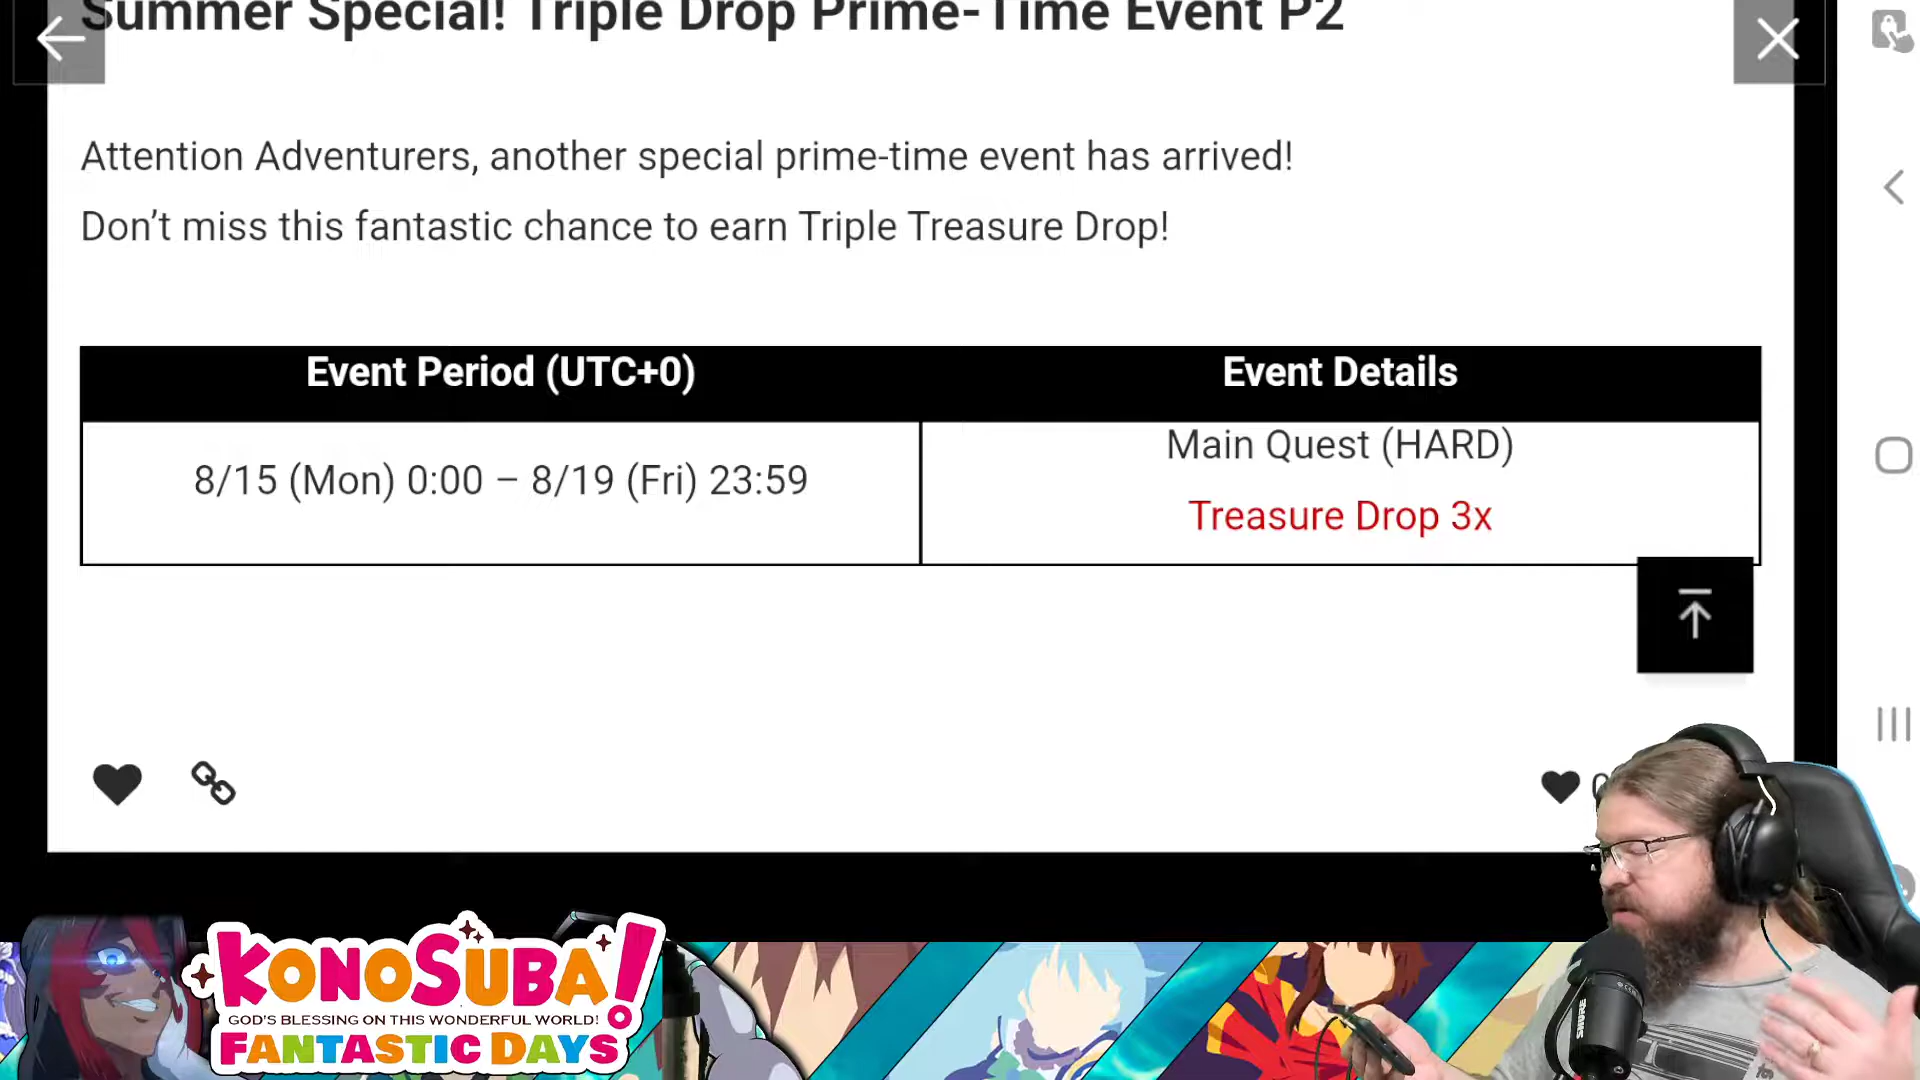 Summer Special! Triple Drop Prime-Time Event P2
Attention Adventurers, another special prime-time event has arrived!
Don’t miss this fantastic chance to earn Triple Treasure Drop!
Event Period (UTC+0)
Event Details
8/15 (Mon) 0:00 – 8/19 (Fri) 23:59
Main Quest (HARD)
Treasure Drop 3x
KONOSUBA!
GOD'S BLESSING ON THIS WONDERFUL WORLD!
FANTASTIC DAYS
SHURE